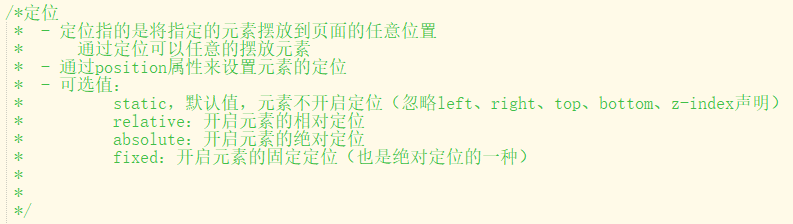 /*定位
 *  - 定位指的是将指定的元素摆放到页面的任意位置
 *      通过定位可以任意的摆放元素
 *  - 通过position属性来设置元素的定位
 *  - 可选值：
 *          static，默认值，元素不开启定位（忽略left、right、top、bottom、z-index声明）
 *          relative：开启元素的相对定位
 *          absolute：开启元素的绝对定位
 *          fixed：开启元素的固定定位（也是绝对定位的一种）
 *
 *
 */